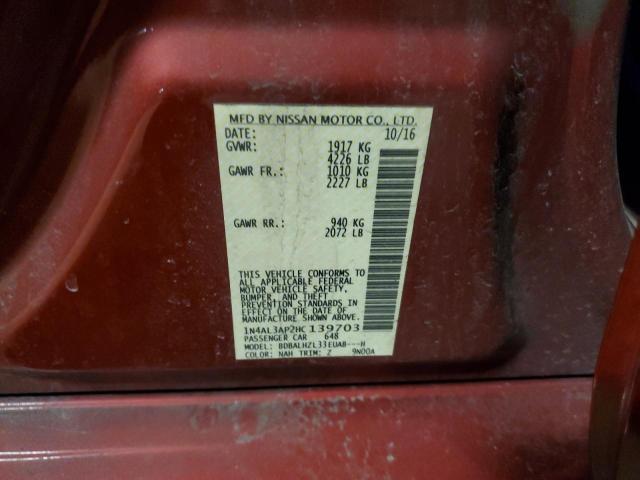 MFD BY NISSAN MOTOR CO., LTD.
DATE: 10/16
GVWR: 1917 KG
4226 LB
GAWR FR.: 1010 KG
2227 LB
GAWR RR.: 940 KG
2072 LB
THIS VEHICLE CONFORMS TO
ALL APPLICABLE FEDERAL
MOTOR VEHICLE SAFETY,
BUMPER, AND THEFT
PREVENTION STANDARDS IN
EFFECT ON THE DATE OF
MANUFACTURE SHOWN ABOVE.
1N4AL3AP2HC139703
PASSENGER CAR 648
MODEL: BDBALHZL33EUAB---H
COLOR: NAH TRIM: Z 9N00A